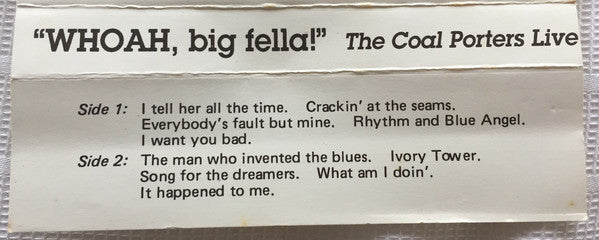 “WHOAH, big fella!” The Coal Porters Live
Side 1: I tell her all the time. Crackin' at the seams.
Everybody's fault but mine. Rhythm and Blue Angel.
I want you bad.
Side 2: The man who invented the blues. Ivory Tower.
Song for the dreamers. What am I doin'.
It happened to me.